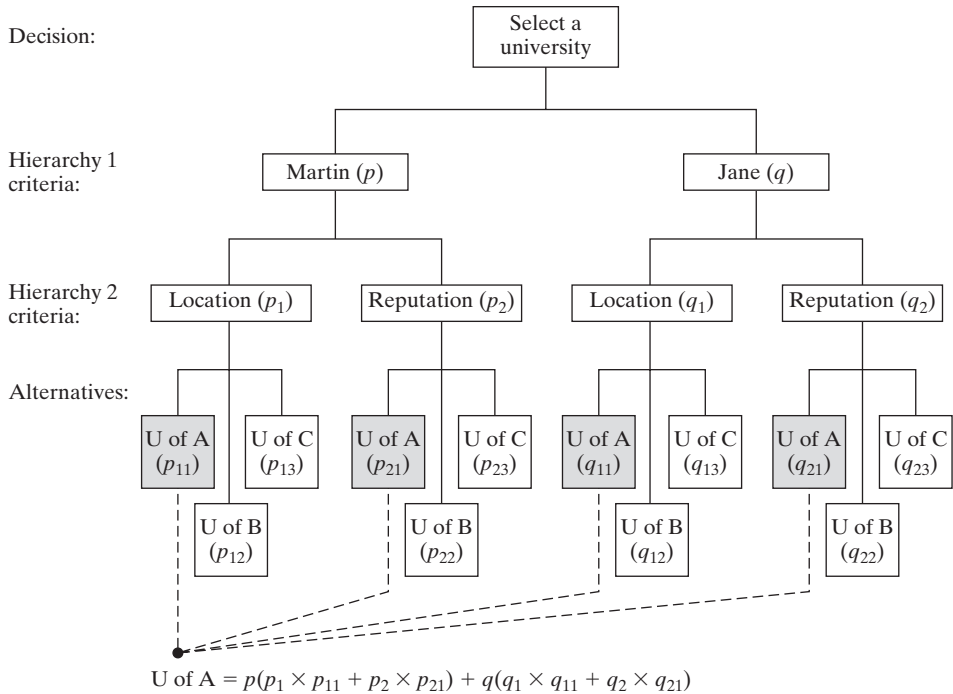 Decision:
Select a
university
Hierarchy 1
criteria:
Martin (p)
Jane (q)
Hierarchy 2
criteria:
Location (p₁)
Reputation (p₂)
Location (q₁)
Reputation (q₂)
Alternatives:
U of A
(p₁₁)
U of C
(p₁₃)
U of A
(p₂₁)
U of C
(p₂₃)
U of A
(q₁₁)
U of C
(q₁₃)
U of A
(q₂₁)
U of C
(q₂₃)
U of B
(p₁₂)
U of B
(p₂₂)
U of B
(q₁₂)
U of B
(q₂₂)
U of A = p(p₁ × p₁₁ + p₂ × p₂₁) + q(q₁ × q₁₁ + q₂ × q₂₁)